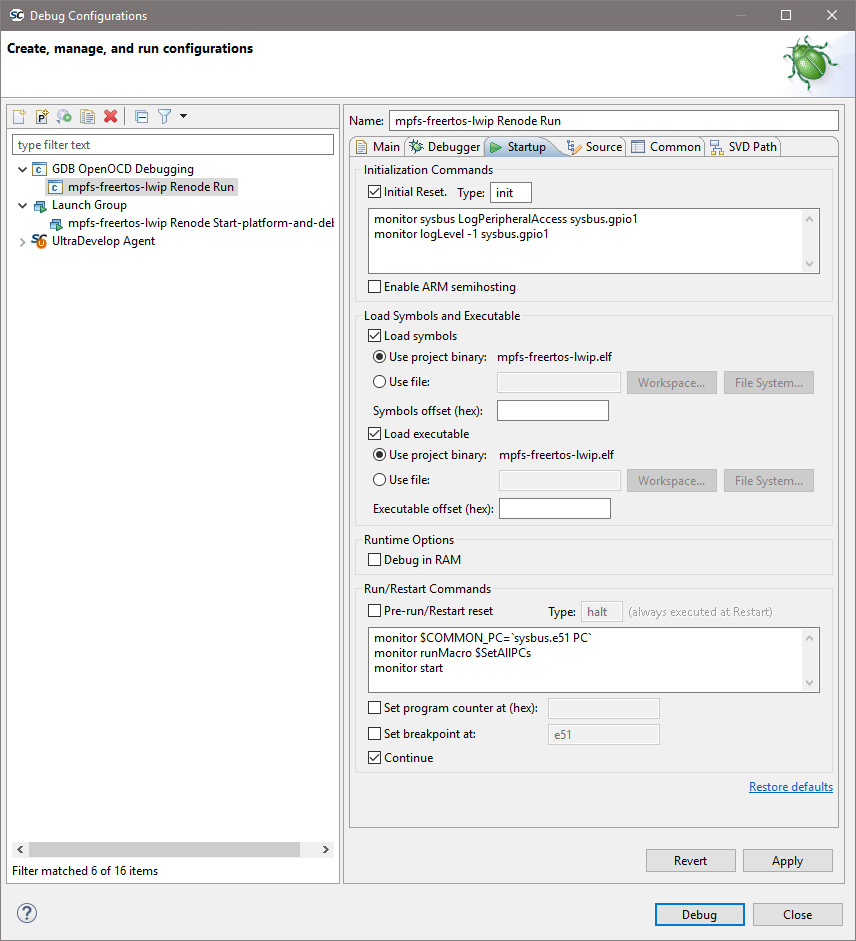 Debug Configurations
Create, manage, and run configurations
type filter text
GDB OpenOCD Debugging
mpfs-freertos-lwip Renode Run
Launch Group
mpfs-freertos-lwip Renode Start-platform-and-deb
UltraDevelop Agent
Filter matched 6 of 16 items
Name: mpfs-freertos-lwip Renode Run
Main Debugger Startup Source Common SVD Path
Initialization Commands
Initial Reset. Type: init
monitor sysbus LogPeripheralAccess sysbus.gpio1
monitor logLevel -1 sysbus.gpio1
Enable ARM semihosting
Load Symbols and Executable
Load symbols
Use project binary: mpfs-freertos-lwip.elf
Use file: Workspace... File System...
Symbols offset (hex):
Load executable
Use project binary: mpfs-freertos-lwip.elf
Use file: Workspace... File System...
Executable offset (hex):
Runtime Options
Debug in RAM
Run/Restart Commands
Pre-run/Restart reset Type: halt (always executed at Restart)
monitor $COMMON_PC=`sysbus.e51 PC`
monitor runMacro $SetAllPCs
monitor start
Set program counter at (hex):
Set breakpoint at: e51
Continue
Restore defaults
Revert Apply
Debug Close